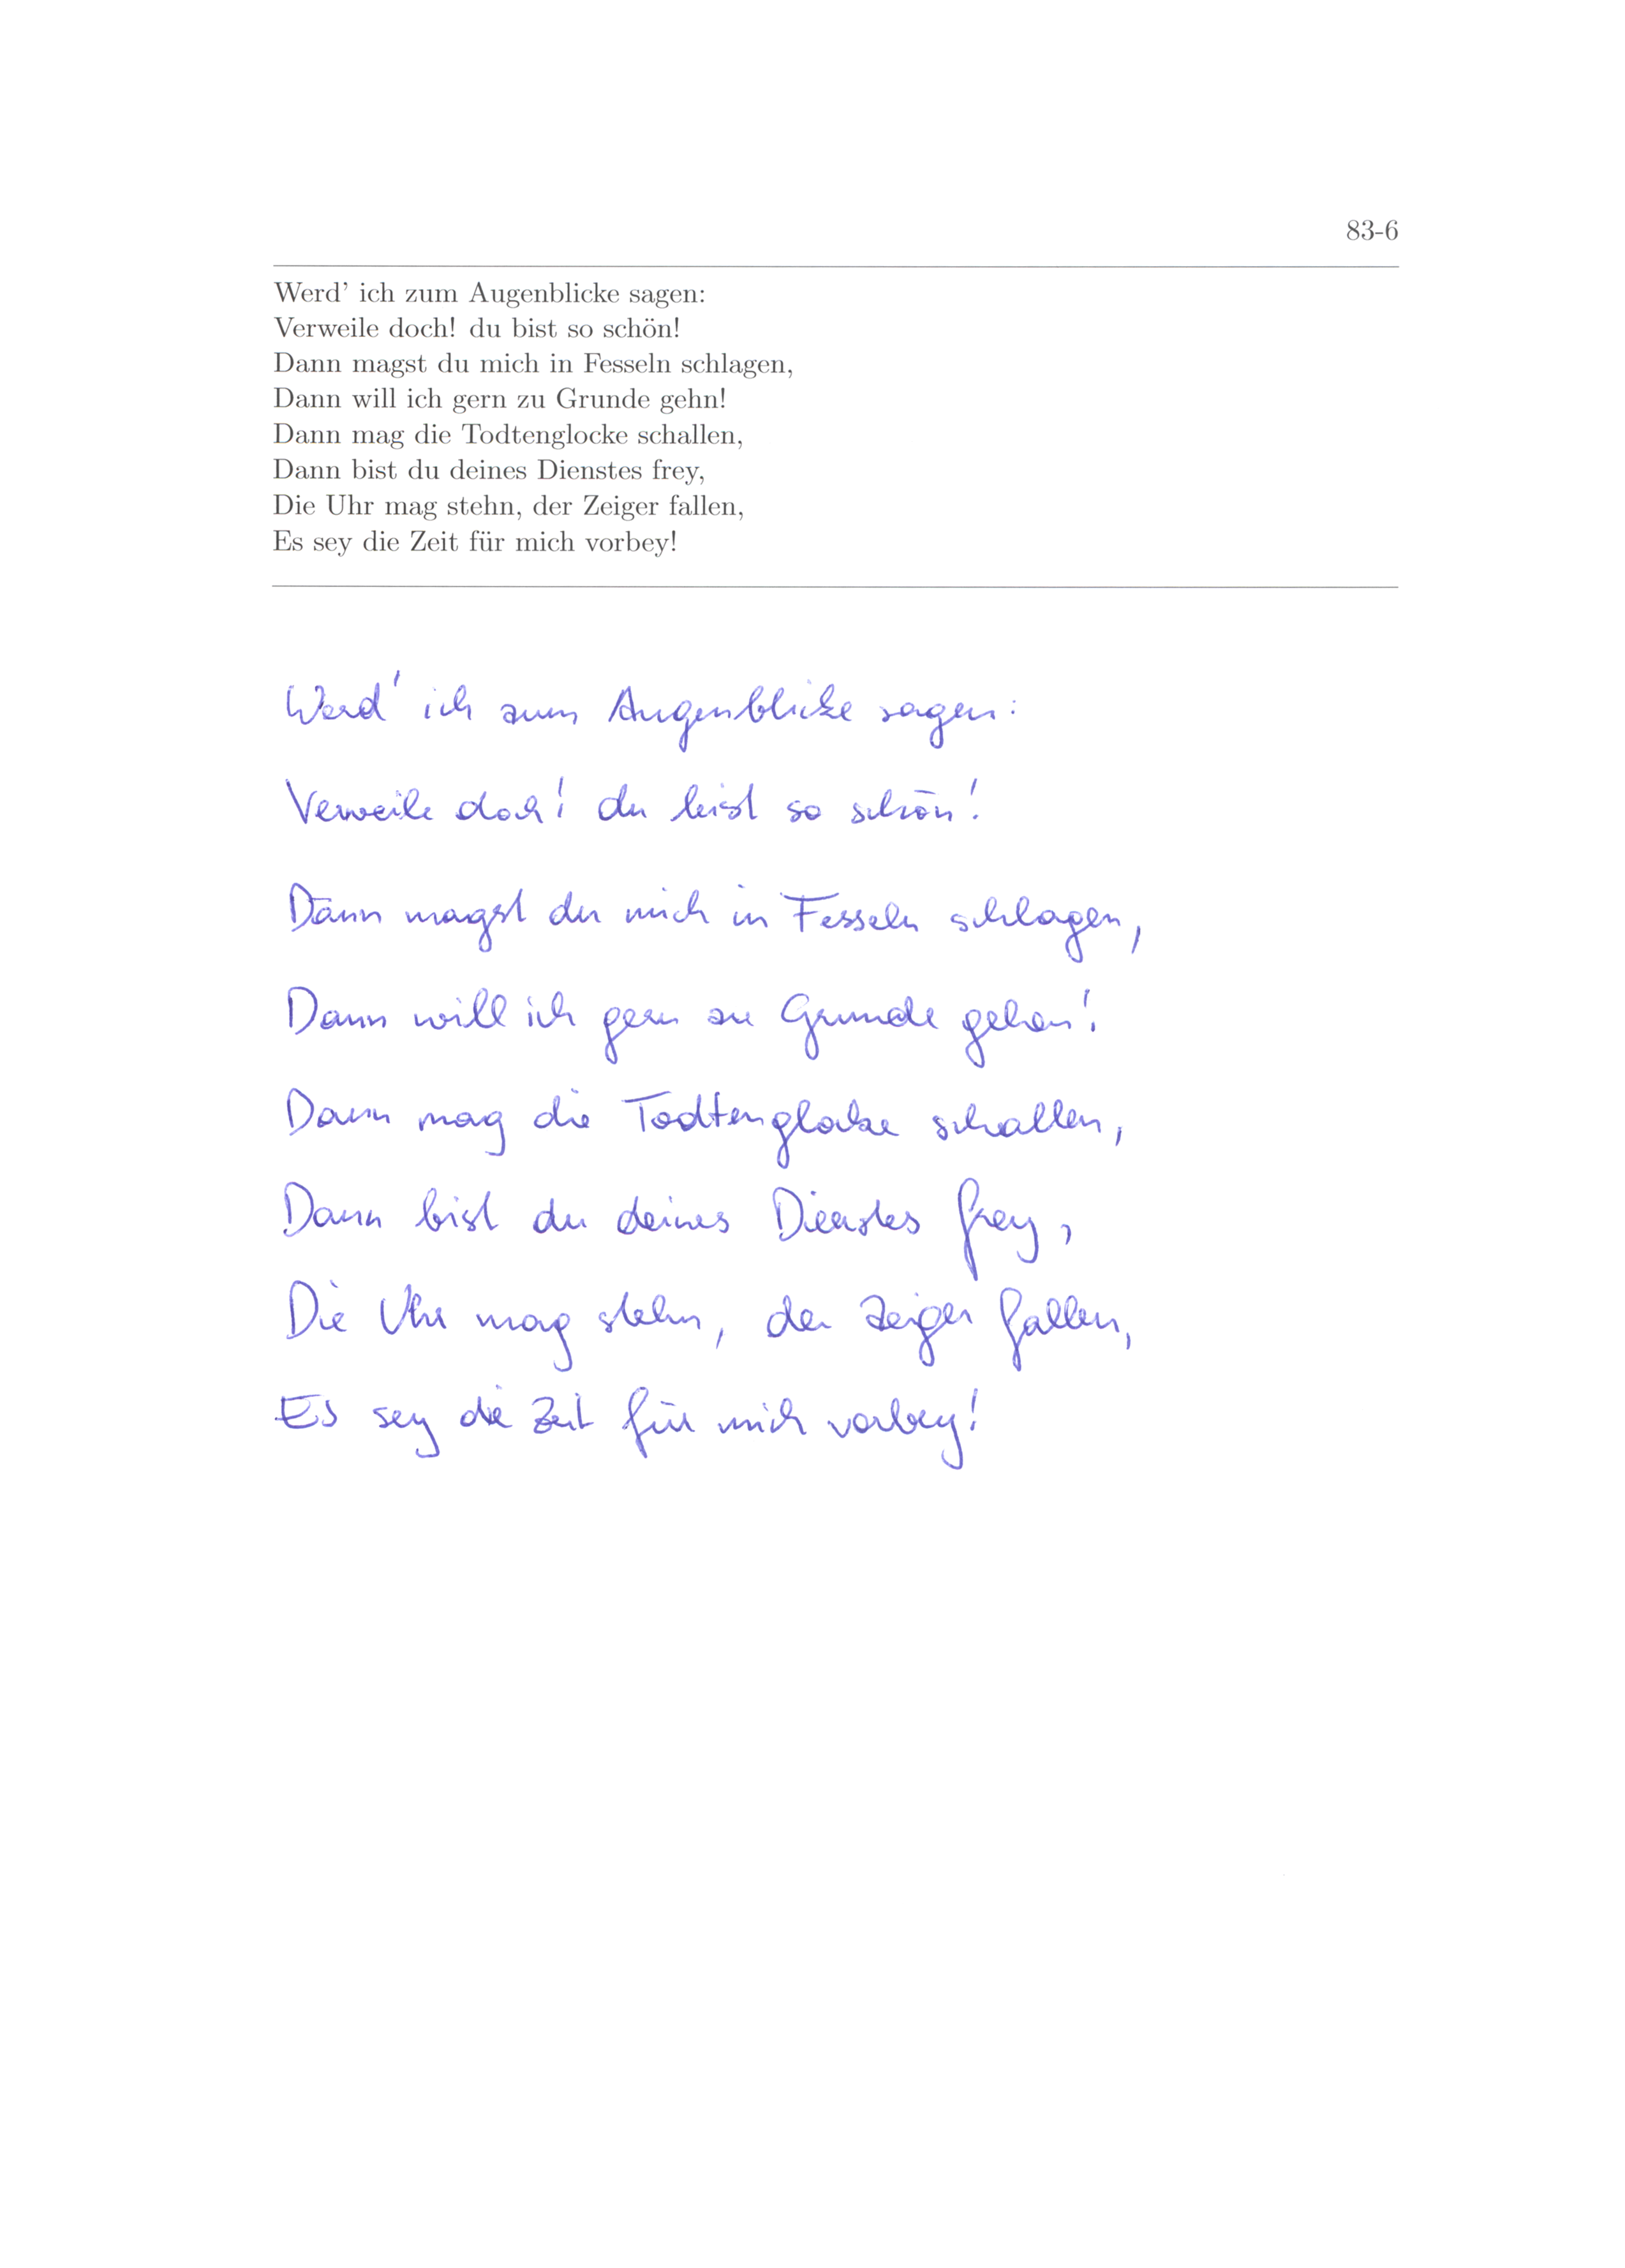 83-6
Werd' ich zum Augenblicke sagen:
Verweile doch! du bist so schön!
Dann magst du mich in Fesseln schlagen,
Dann will ich gern zu Grunde gehn!
Dann mag die Todtenglocke schallen,
Dann bist du deines Dienstes frey,
Die Uhr mag stehn, der Zeiger fallen,
Es sey die Zeit für mich vorbey!
Werd' ich zum Augenblicke sagen:
Verweile doch! du bist so schön!
Dann magst du mich in Fesseln schlagen,
Dann will ich gern zu Grunde gehen!
Dann mag die Todtenglocke schallen,
Dann bist du deines Dienstes frey,
Die Uhr mag stehn, der Zeiger fallen,
Es sey die Zeit für mich vorbey!